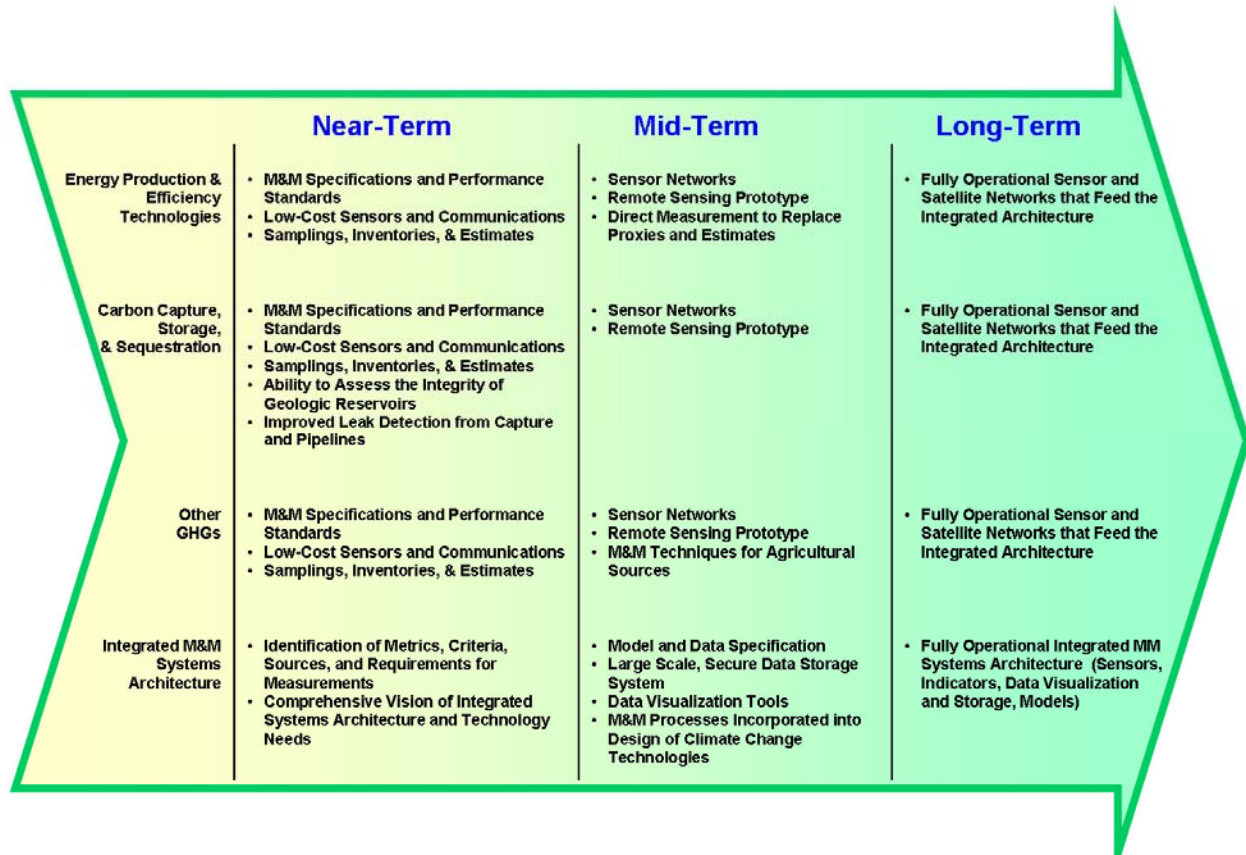 Near-Term
Mid-Term
Long-Term
Energy Production &
Efficiency
Technologies
• M&M Specifications and Performance
Standards
• Low-Cost Sensors and Communications
• Samplings, Inventories, & Estimates
• Sensor Networks
• Remote Sensing Prototype
• Direct Measurement to Replace
Proxies and Estimates
• Fully Operational Sensor and
Satellite Networks that Feed the
Integrated Architecture
Carbon Capture,
Storage,
& Sequestration
• M&M Specifications and Performance
Standards
• Low-Cost Sensors and Communications
• Samplings, Inventories, & Estimates
• Ability to Assess the Integrity of
Geologic Reservoirs
• Improved Leak Detection from Capture
and Pipelines
• Sensor Networks
• Remote Sensing Prototype
• Fully Operational Sensor and
Satellite Networks that Feed the
Integrated Architecture
Other
GHGs
• M&M Specifications and Performance
Standards
• Low-Cost Sensors and Communications
• Samplings, Inventories, & Estimates
• Sensor Networks
• Remote Sensing Prototype
• M&M Techniques for Agricultural
Sources
• Fully Operational Sensor and
Satellite Networks that Feed the
Integrated Architecture
Integrated M&M
Systems
Architecture
• Identification of Metrics, Criteria,
Sources, and Requirements for
Measurements
• Comprehensive Vision of Integrated
Systems Architecture and Technology
Needs
• Model and Data Specification
• Large Scale, Secure Data Storage
System
• Data Visualization Tools
• M&M Processes Incorporated into
Design of Climate Change
Technologies
• Fully Operational Integrated MM
Systems Architecture (Sensors,
Indicators, Data Visualization
and Storage, Models)